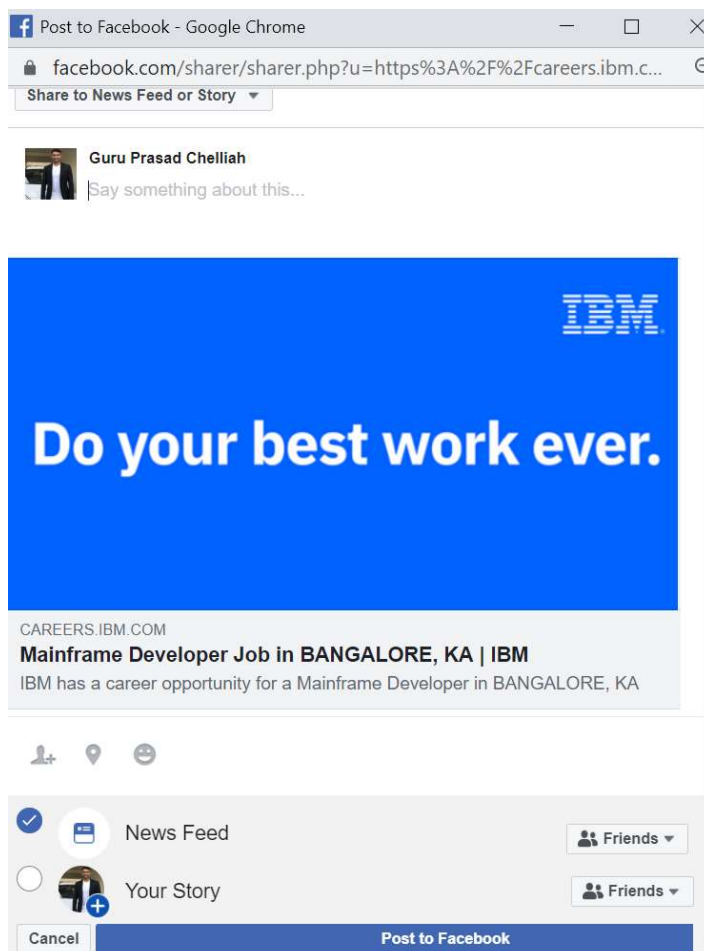 Post to Facebook - Google Chrome
facebook.com/sharer/sharer.php?u=https%3A%2F%2Fcareers.ibm.c...
Share to News Feed or Story
Guru Prasad Chelliah
Say something about this...
IBM
Do your best work ever.
CAREERS.IBM.COM
Mainframe Developer Job in BANGALORE, KA | IBM
IBM has a career opportunity for a Mainframe Developer in BANGALORE, KA
News Feed
Friends
Your Story
Friends
Cancel
Post to Facebook